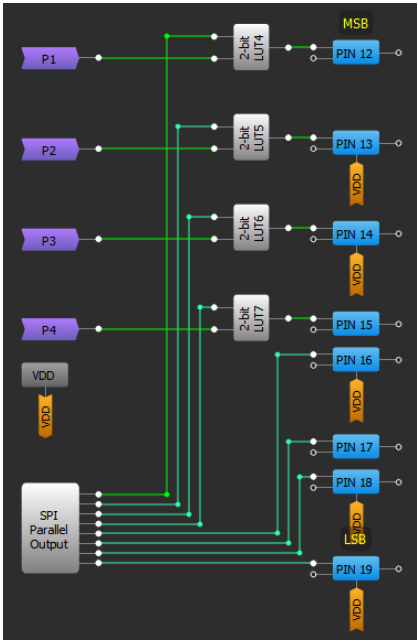 MSB
P1
2-bit
LUT4
PIN 12
P2
2-bit
LUT5
PIN 13
VDD
P3
2-bit
LUT6
PIN 14
VDD
P4
2-bit
LUT7
PIN 15
PIN 16
VDD
VDD
VDD
PIN 17
PIN 18
VDD
SPI
Parallel
Output
LSB
PIN 19
VDD